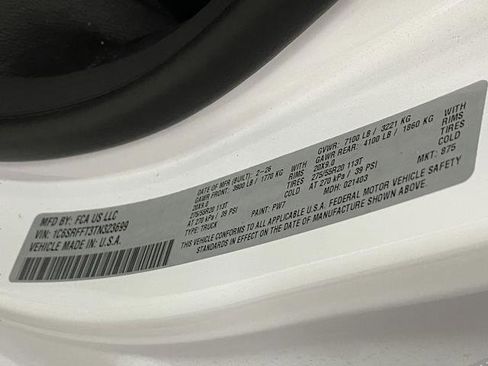 MFD BY: FCA US LLC
VIN: 1C6SRFFT3TN323699
VEHICLE MADE IN: U.S.A.
DATE OF MFR (BUILT): 2-26
GAWR FRONT: 3900 LB / 1770 KG WITH
20X9.0 RIMS
275/55R20 113T TIRES
AT 270 kPa / 39 PSI COLD
TYPE: TRUCK
PAINT: PW7
GVWR: 7100 LB / 3221 KG
GAWR REAR: 4100 LB / 1860 KG WITH
20X9.0 RIMS
275/55R20 113T TIRES
AT 270 kPa / 39 PSI COLD
MDH: 021403
MKT: 875
THIS VEHICLE CONFORMS TO ALL APPLICABLE U.S.A. FEDERAL MOTOR VEHICLE SAFETY
STANDARDS IN EFFECT ON THE DATE OF MANUFACTURE SHOWN ABOVE.